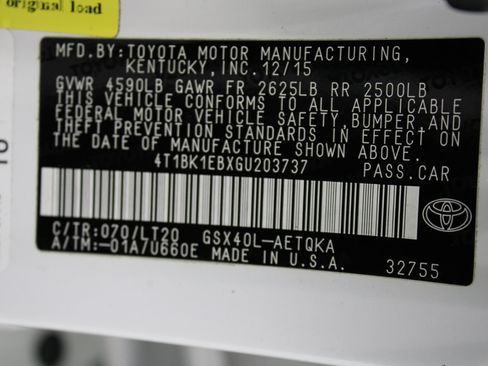 original load
MFD.BY:TOYOTA MOTOR MANUFACTURING,
KENTUCKY, INC.12/15
GVWR 4590LB GAWR FR 2625LB RR 2500LB
THIS VEHICLE CONFORMS TO ALL APPLICABLE
FEDERAL MOTOR VEHICLE SAFETY,BUMPER,AND
THEFT PREVENTION STANDARDS IN EFFECT ON
THE DATE OF MANUFACTURE SHOWN ABOVE.
4T1BK1EBXGU203737 PASS.CAR
C/TR:070/LT20 GSX40L-AETQKA
A/TM:-01A/U660E MADE IN U.S.A. 32755